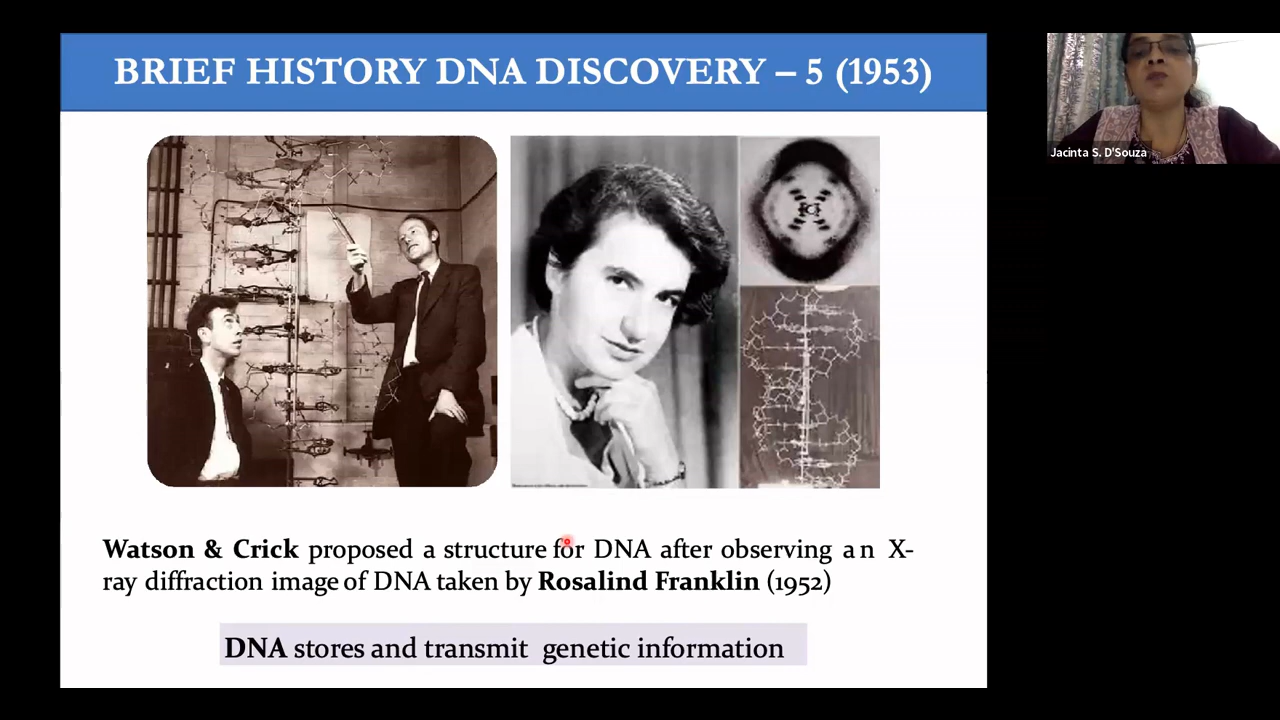 BRIEF HISTORY DNA DISCOVERY – 5 (1953)
Jacinta S. D'Souza
Watson & Crick proposed a structure for DNA after observing an X-
ray diffraction image of DNA taken by Rosalind Franklin (1952)
DNA stores and transmit genetic information